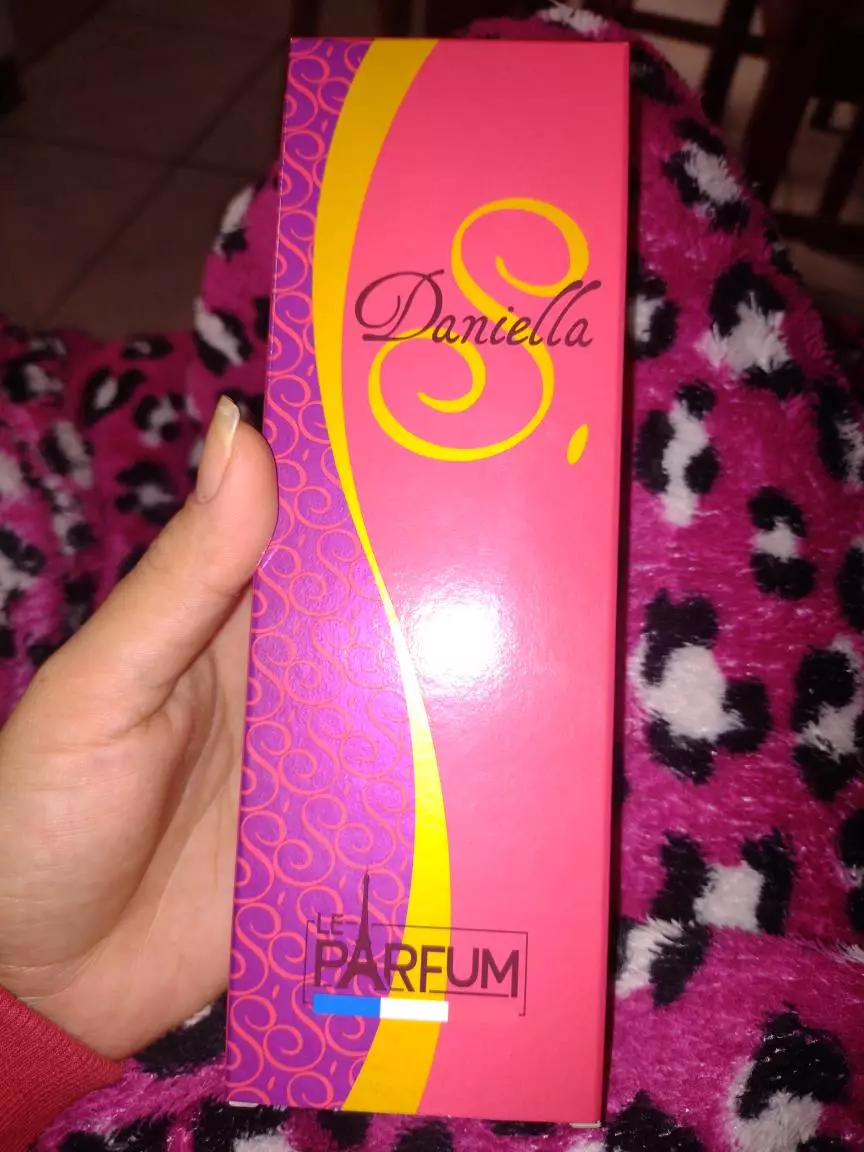 S.
Daniella
LE
PARFUM